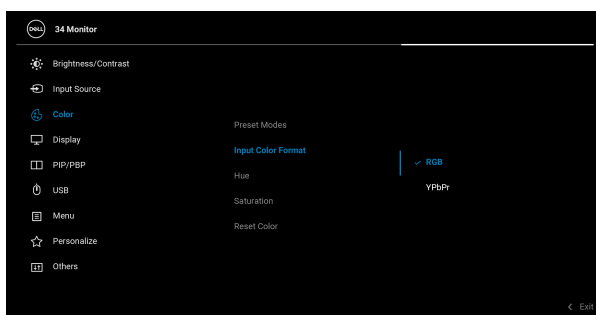 DELL
34 Monitor
Brightness/Contrast
Input Source
Color
Display
PIP/PBP
USB
Menu
Personalize
Others
Preset Modes
Input Color Format
Hue
Saturation
Reset Color
RGB
YPbPr
Exit